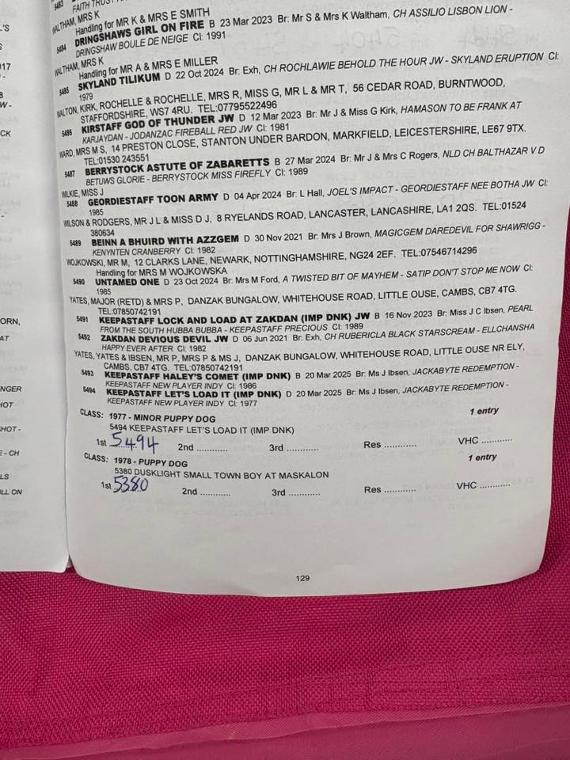 5483 FAITH TRUST
WALTHAM, MRS K
Handling for MR K & MRS E SMITH
5484 DRINGSHAWS GIRL ON FIRE B 23 Mar 2023 Br: Mr S & Mrs K Waltham, CH ASSILIO LISBON LION -
DRINGSHAW BOULE DE NEIGE Cl: 1991
WALTHAM, MRS K
Handling for MR A & MRS E MILLER
5485 SKYLAND TILIKUM D 22 Oct 2024 Br: Exh, CH ROCHLAWIE BEHOLD THE HOUR JW - SKYLAND ERUPTION Cl:
1979
WALTON, KIRK, ROCHELLE & ROCHELLE, MRS R, MISS G, MR L & MR T, 56 CEDAR ROAD, BURNTWOOD,
STAFFORDSHIRE, WS7 4RU. TEL:07795522496
5486 KIRSTAFF GOD OF THUNDER JW D 12 Mar 2023 Br: Mr J & Miss G Kirk, HAMASON TO BE FRANK AT
KARJAYDAN - JODANZAC FIREBALL RED JW Cl: 1981
WARD, MRS M S, 14 PRESTON CLOSE, STANTON UNDER BARDON, MARKFIELD, LEICESTERSHIRE, LE67 9TX.
TEL:01530 243551
5487 BERRYSTOCK ASTUTE OF ZABARETTS B 27 Mar 2024 Br: Mr J & Mrs C Rogers, NLD CH BALTHAZAR V D
BETUWS GLORIE - BERRYSTOCK MISS FIREFLY Cl: 1989
WILKIE, MISS J
5488 GEORDIESTAFF TOON ARMY D 04 Apr 2024 Br: L Hall, JOEL'S IMPACT - GEORDIESTAFF NEE BOTHA JW Cl:
1985
WILSON & RODGERS, MR J L & MISS D J, 8 RYELANDS ROAD, LANCASTER, LANCASHIRE, LA1 2QS. TEL:01524
380634
5489 BEINN A BHUIRD WITH AZZGEM D 30 Nov 2021 Br: Mrs J Brown, MAGICGEM DAREDEVIL FOR SHAWRIGG -
KENYNTEN CRANBERRY Cl: 1982
WOJKOWSKI, MR M, 12 CLARKS LANE, NEWARK, NOTTINGHAMSHIRE, NG24 2EF. TEL:07546714296
Handling for MRS M WOJKOWSKA
5490 UNTAMED ONE D 23 Oct 2024 Br: Mrs M Ford, A TWISTED BIT OF MAYHEM - SATIP DON'T STOP ME NOW Cl:
1985
YATES, MAJOR (RETD) & MRS P, DANZAK BUNGALOW, WHITEHOUSE ROAD, LITTLE OUSE, CAMBS, CB7 4TG.
TEL:07850742191
5491 KEEPASTAFF LOCK AND LOAD AT ZAKDAN (IMP DNK) JW B 16 Nov 2023 Br: Miss J C Ibsen, PEARL
FROM THE SOUTH HUBBA BUBBA - KEEPASTAFF PRECIOUS Cl: 1989
5492 ZAKDAN DEVIOUS DEVIL JW D 06 Jun 2021 Br: Exh, CH RUBERICLA BLACK STARSCREAM - ELLCHANSHA
HAPPY EVER AFTER Cl: 1982
YATES, YATES & IBSEN, MR P, MRS P & MS J, DANZAK BUNGALOW, WHITEHOUSE ROAD, LITTLE OUSE NR ELY,
CAMBS, CB7 4TG. TEL:07850742191
5493 KEEPASTAFF HALEY'S COMET (IMP DNK) B 20 Mar 2025 Br: Ms J Ibsen, JACKABYTE REDEMPTION -
KEEPASTAFF NEW PLAYER INDY Cl: 1986
5494 KEEPASTAFF LET'S LOAD IT (IMP DNK) D 20 Mar 2025 Br: Ms J Ibsen, JACKABYTE REDEMPTION -
KEEPASTAFF NEW PLAYER INDY Cl: 1977
CLASS: 1977 - MINOR PUPPY DOG 1 entry
5494 KEEPASTAFF LET'S LOAD IT (IMP DNK)
1st 5494 2nd ............ 3rd ............ Res ............ VHC ............
CLASS: 1978 - PUPPY DOG 1 entry
5380 DUSKLIGHT SMALL TOWN BOY AT MASKALON
1st 5380 2nd ............ 3rd ............ Res ............ VHC ............
129